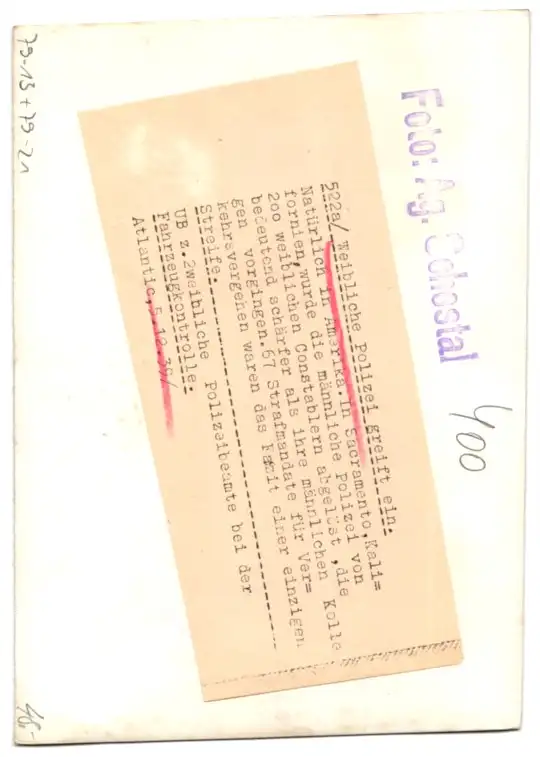 79-13 + 79-21
Foto: Ag. Schostal
400
522a/ Weibliche Polizei greift ein.
Natürlich in Amerika. In Sacramento, Kali=
fornien, wurde die männliche Polizei von
200 weiblichen Constablern abgelöst, die
bedeutend schärfer als ihre männlichen Kolle
gen vorgingen. 67 Strafmandate für Ver=
kehrsvergehen waren das Fazit einer einzigen
Streife.
UB z. 2weibliche Polizeibeamte bei der
Fahrzeugkontrolle.
Atlantic, 5.12.39/